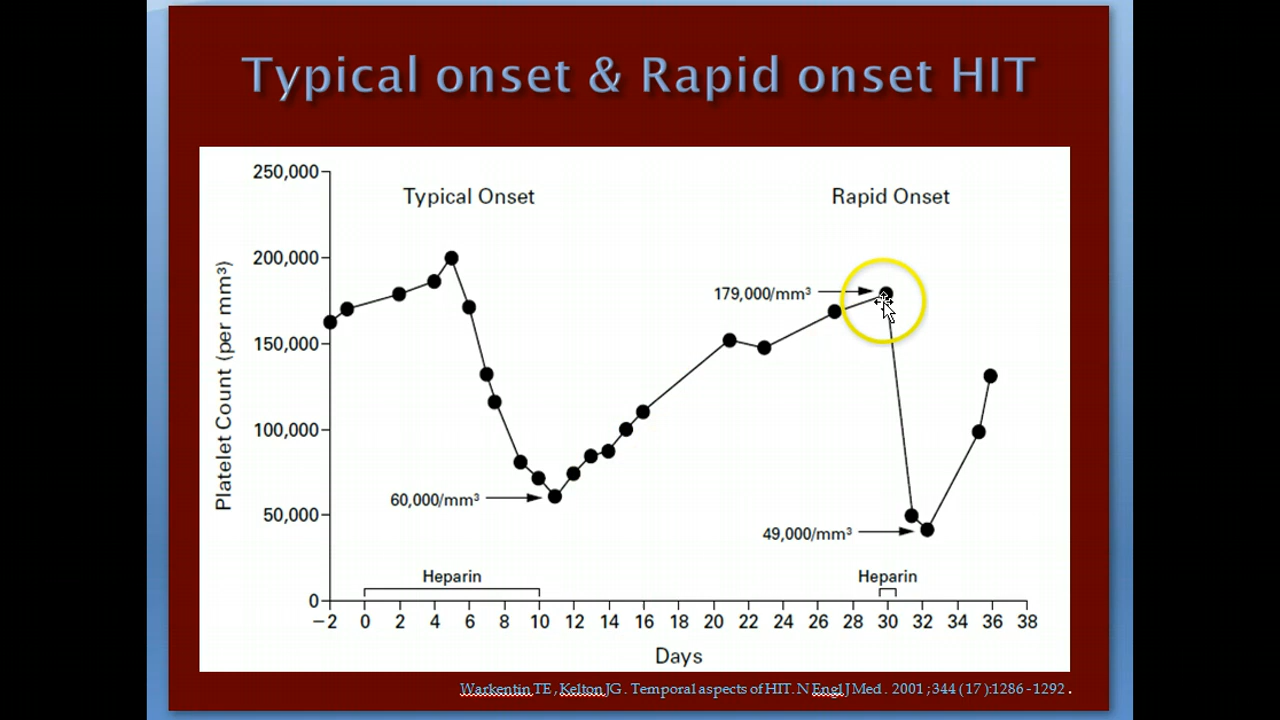 Typical onset & Rapid onset HIT
250,000
200,000
150,000
100,000
50,000
0
Platelet Count (per mm³)
Typical Onset
Rapid Onset
179,000/mm³
60,000/mm³
49,000/mm³
Heparin
Heparin
−2 0 2 4 6 8 10 12 14 16 18 20 22 24 26 28 30 32 34 36 38
Days
Warkentin TE, Kelton JG. Temporal aspects of HIT. N Engl J Med. 2001;344(17):1286-1292.